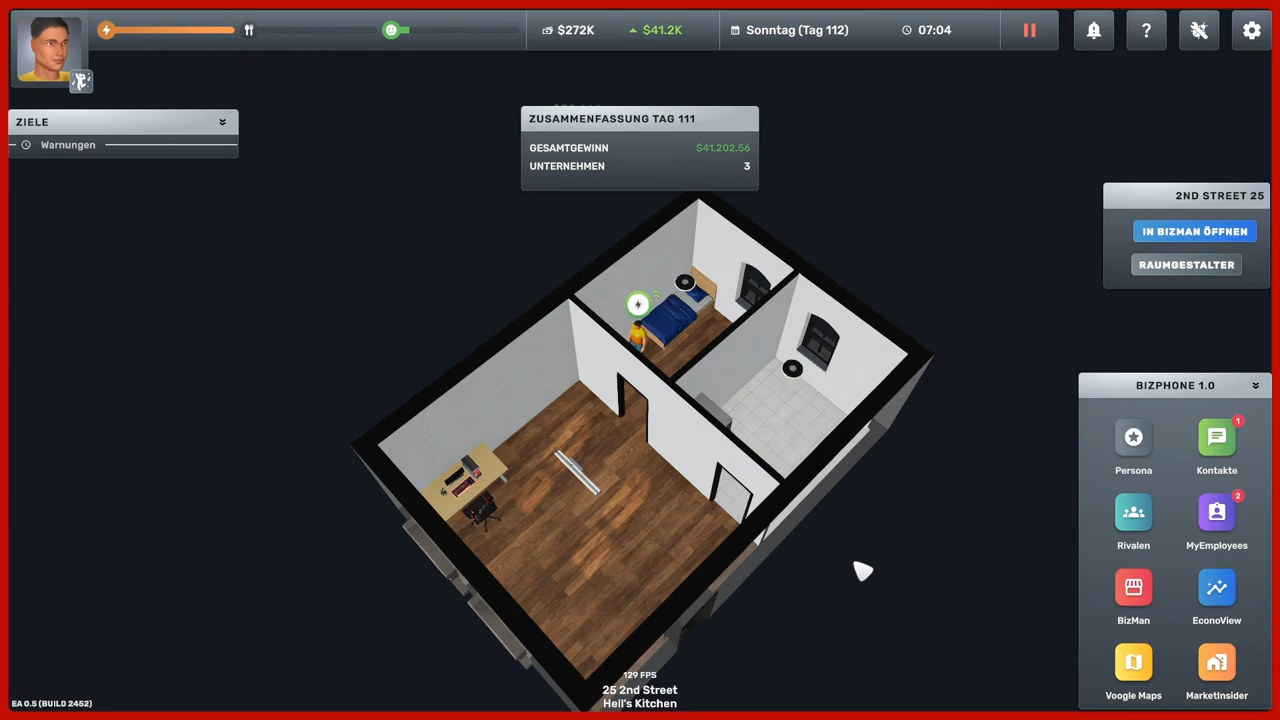 $272K
$41.2K
Sonntag (Tag 112)
07:04
?
ZIELE
Warnungen
ZUSAMMENFASSUNG TAG 111
GESAMTGEWINN $41,202.56
UNTERNEHMEN 3
2ND STREET 25
IN BIZMAN ÖFFNEN
RAUMGESTALTER
BIZPHONE 1.0
1
Persona Kontakte
2
Rivalen MyEmployees
BizMan EconoView
Voogle Maps MarketInsider
129 FPS
25 2nd Street
Hell's Kitchen
EA 0.5 (BUILD 2452)